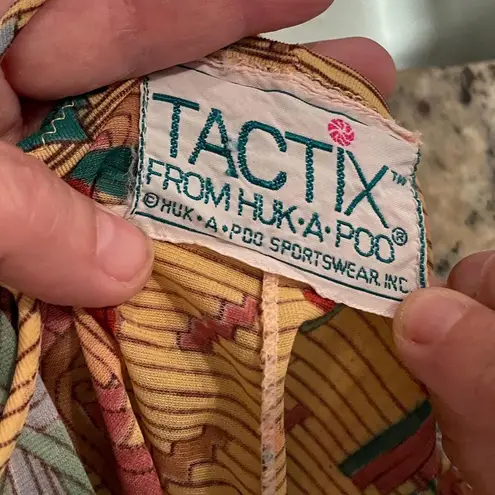 TACTIX™
FROM HUK·A·POO®
©HUK·A·POO SPORTSWEAR, INC.